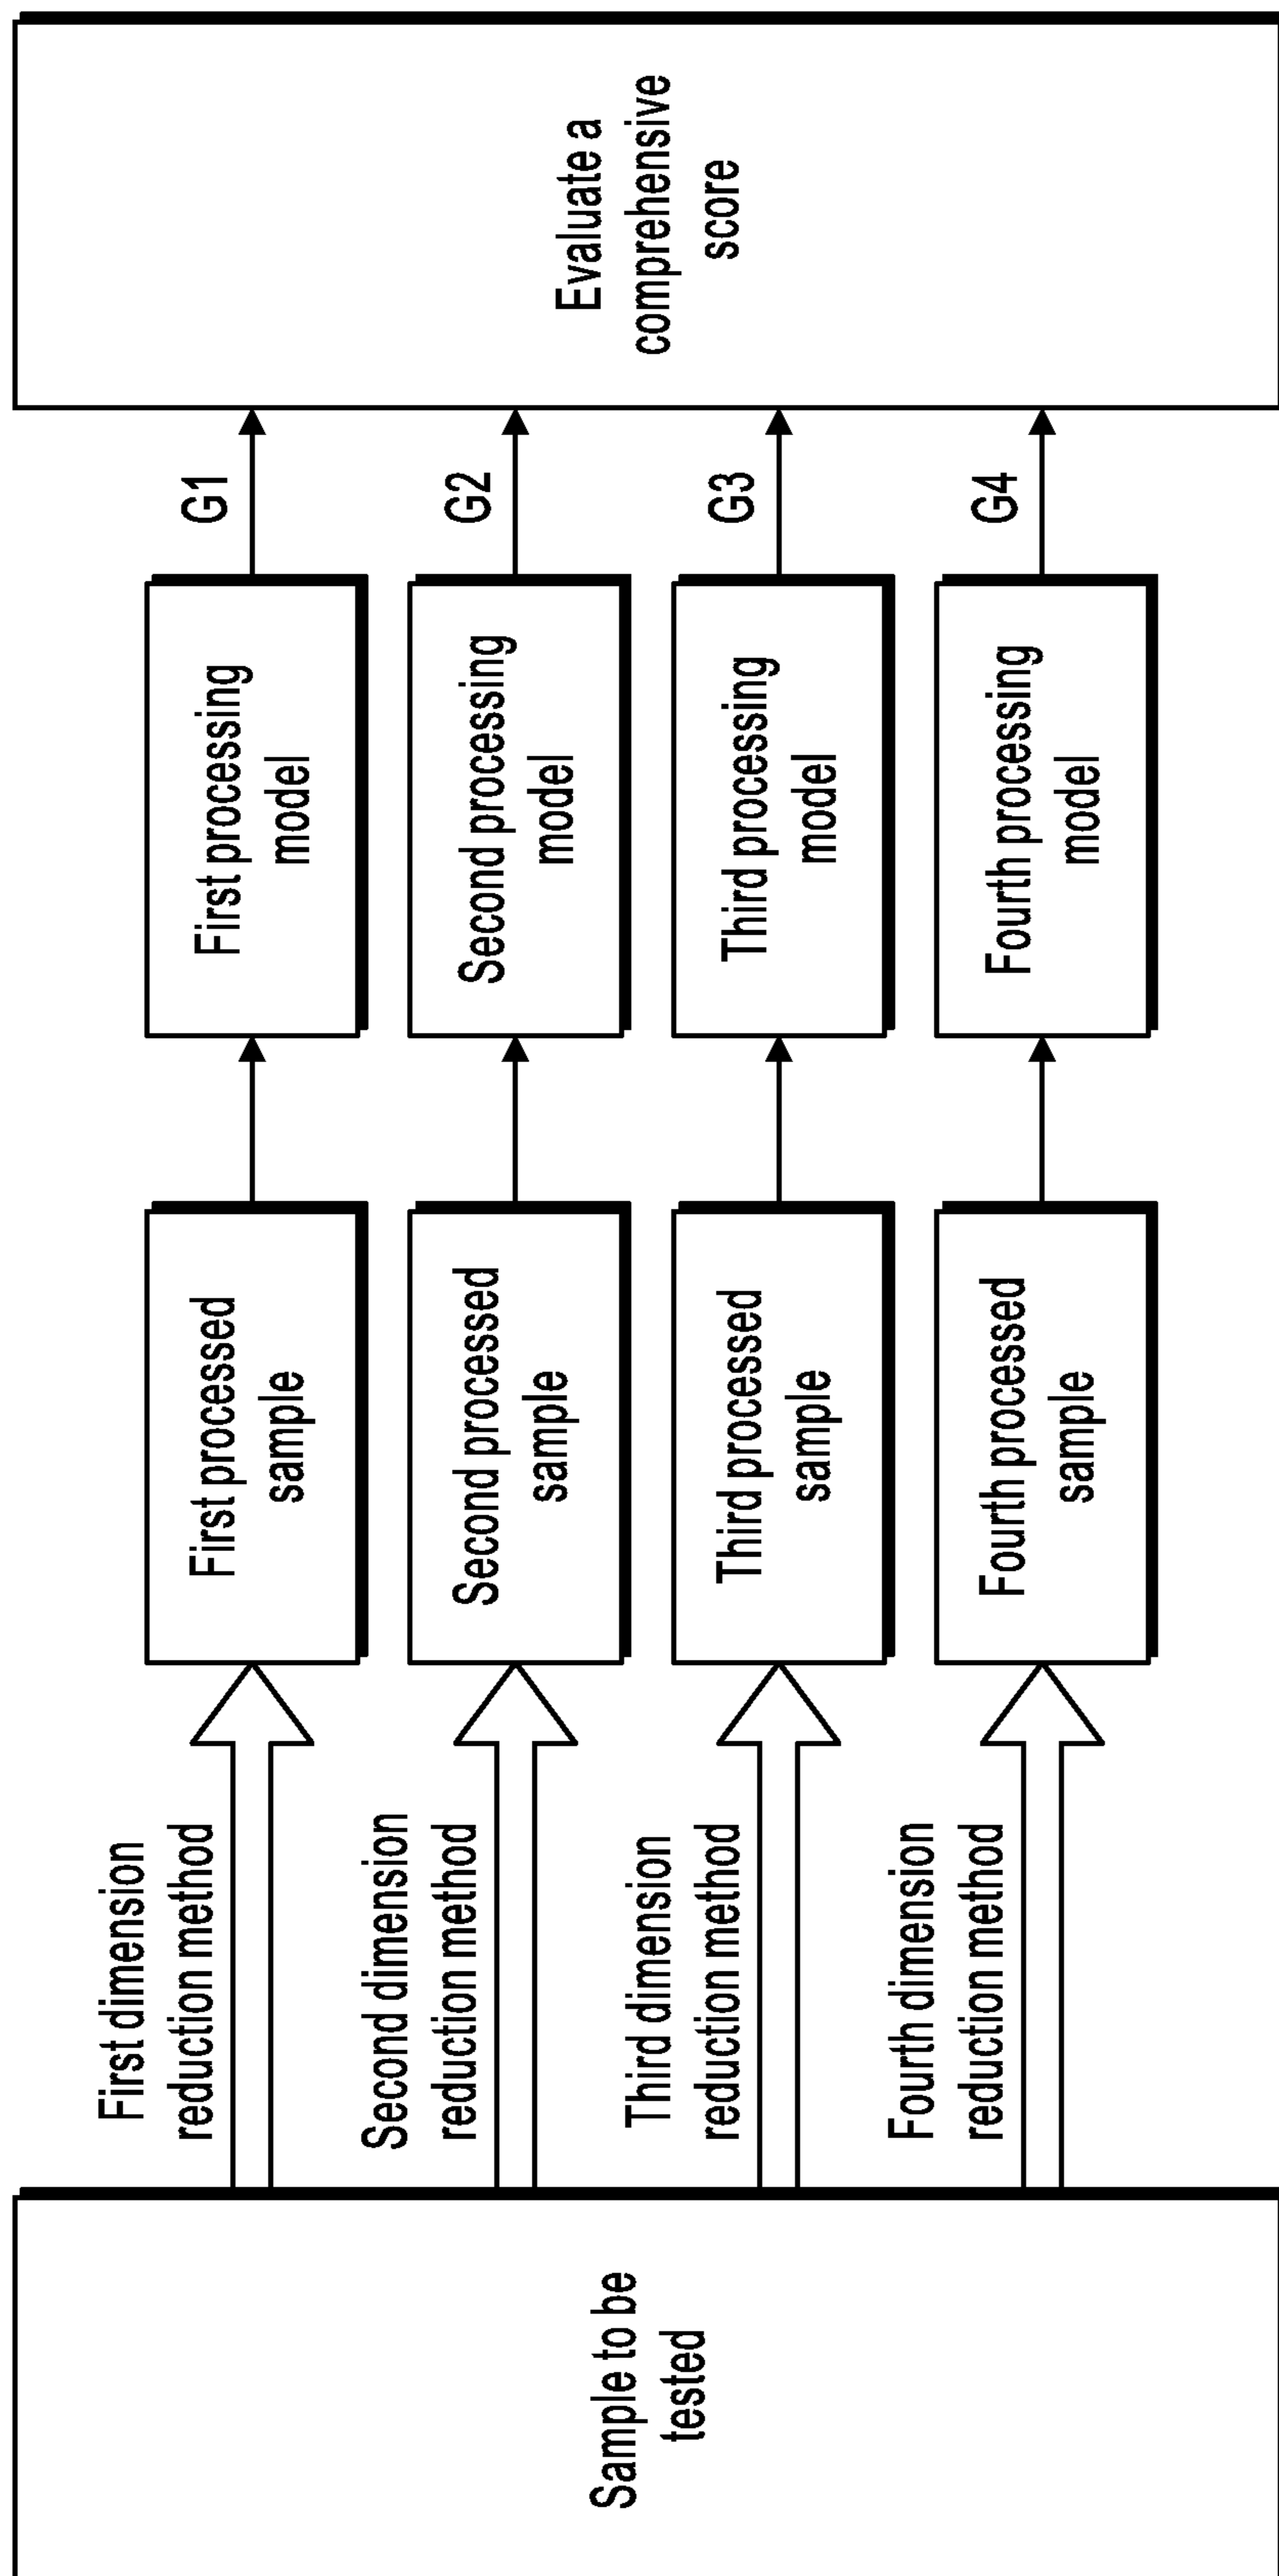 Sample to be
tested
First dimension
reduction method
Second dimension
reduction method
Third dimension
reduction method
Fourth dimension
reduction method
First processed
sample
Second processed
sample
Third processed
sample
Fourth processed
sample
First processing
model
Second processing
model
Third processing
model
Fourth processing
model
G1
G2
G3
G4
Evaluate a
comprehensive
score